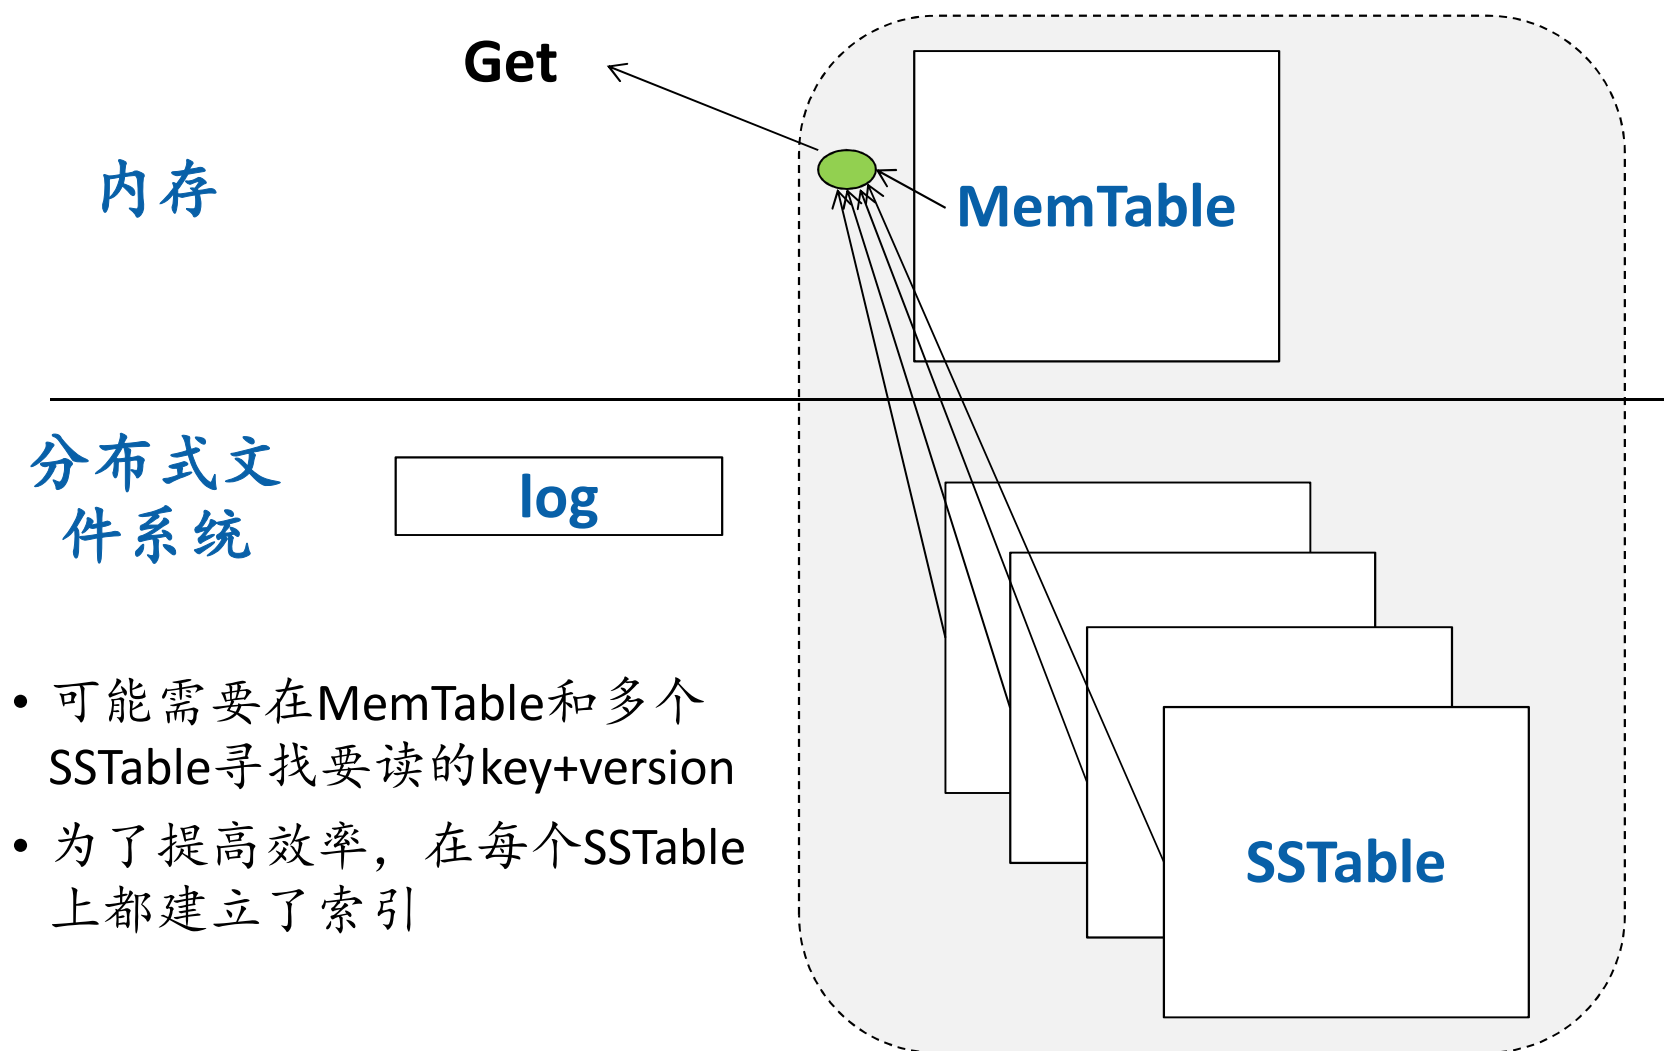 Get
内存
MemTable
分布式文
件系统
log
• 可能需要在MemTable和多个
SSTable寻找要读的key+version
• 为了提高效率，在每个SSTable
上都建立了索引
SSTable